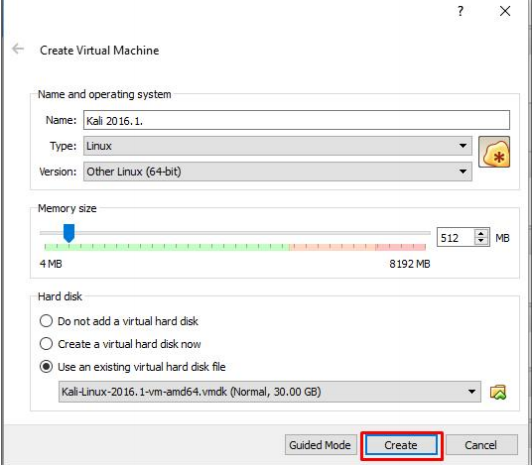 ?
Create Virtual Machine
Name and operating system
Name: Kali 2016.1.
Type: Linux
Version: Other Linux (64-bit)
Memory size
512 MB
4 MB 8192 MB
Hard disk
Do not add a virtual hard disk
Create a virtual hard disk now
Use an existing virtual hard disk file
Kali-Linux-2016.1-vm-amd64.vmdk (Normal, 30.00 GB)
Guided Mode Create Cancel